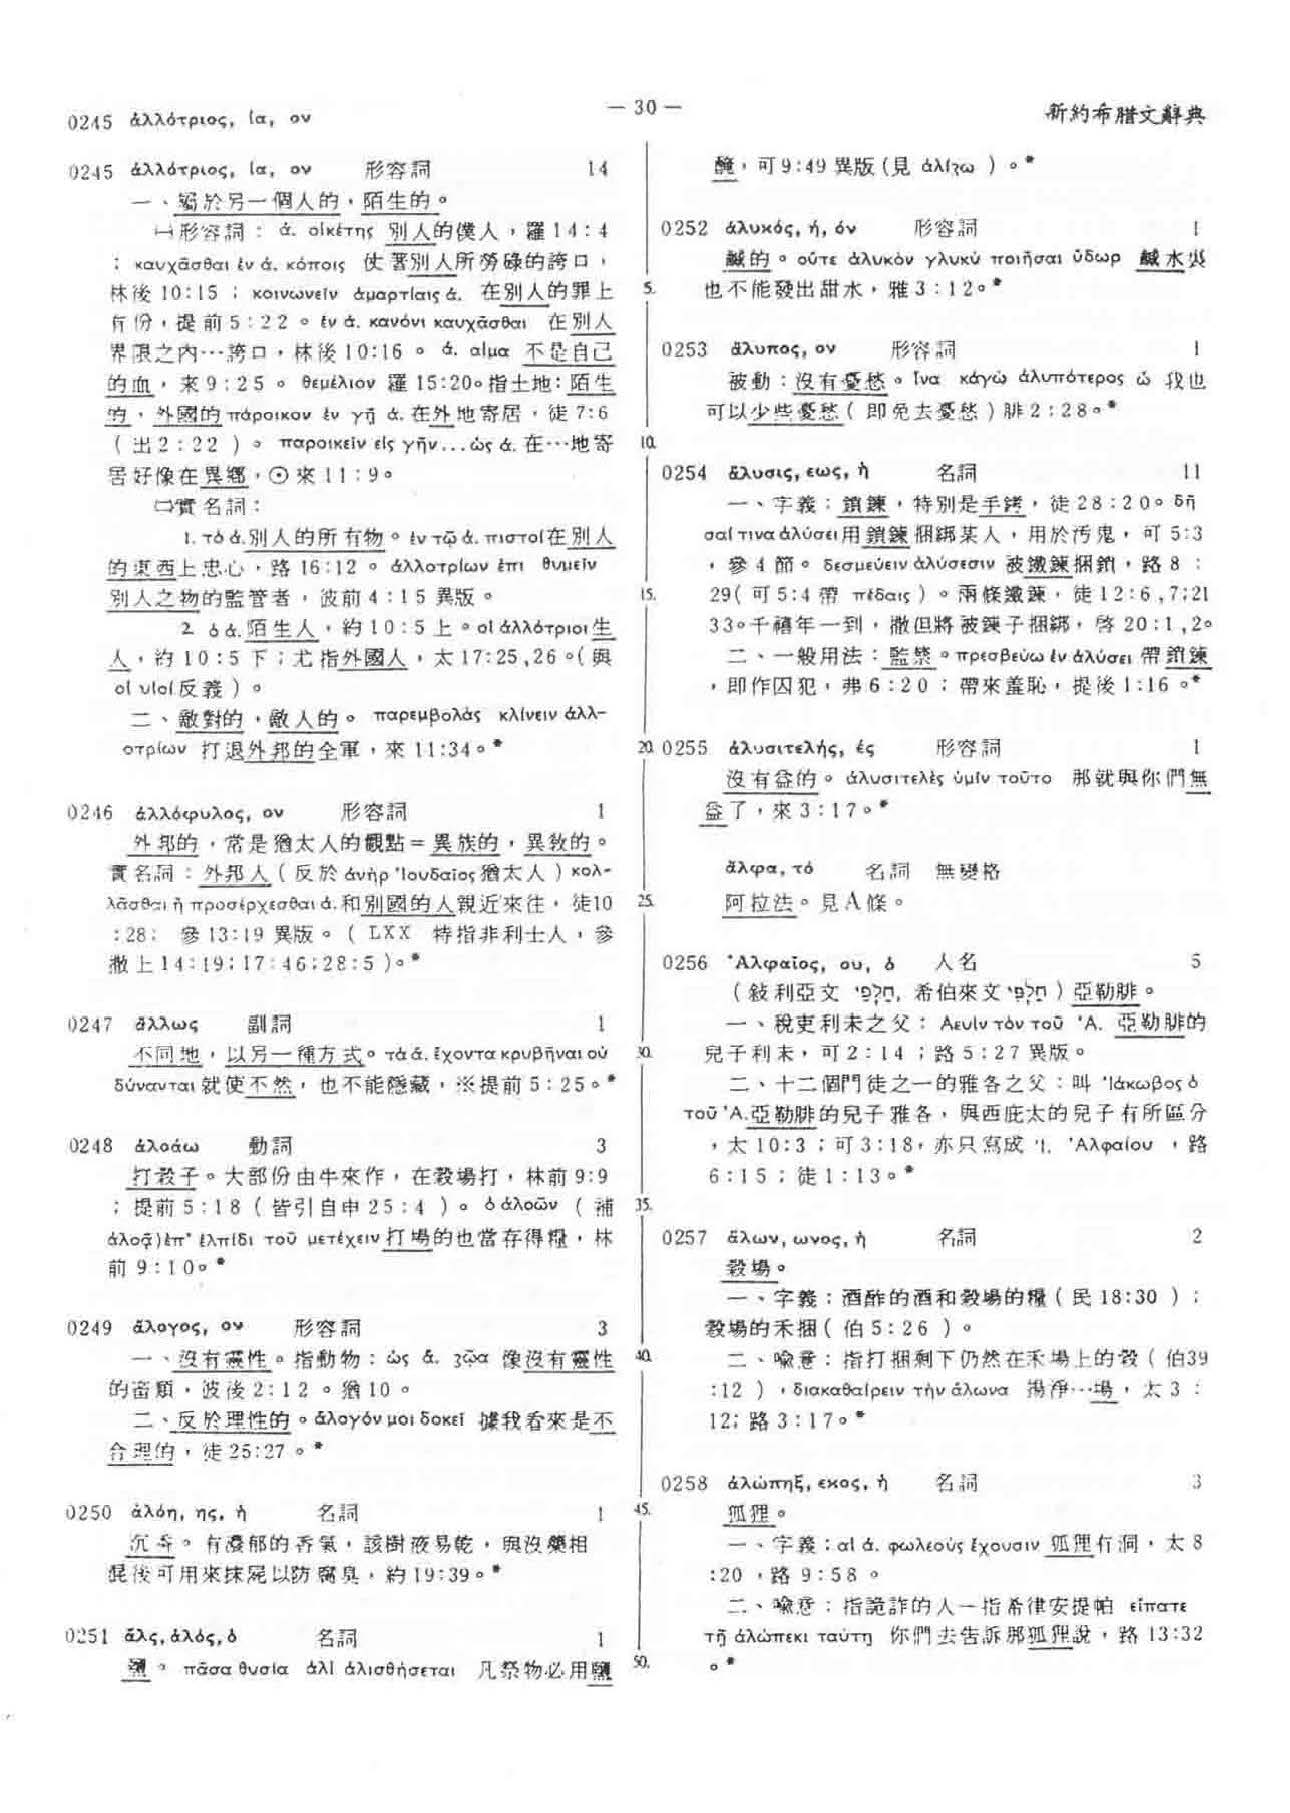 0245 ἀλλότριος, ία, ον
— 30 —
新約希腊文辭典
0245 ἀλλότριος, ία, ον 形容詞 14
一、屬於另一個人的，陌生的。
㈠形容詞：ἀ. οἰκέτης 別人的僕人，羅14:4
；καυχᾶσθαι ἐν ἀ. κόποις 仗著別人所勞碌的誇口，
林後10:15；κοινωνεῖν ἁμαρτίαις ἀ. 在別人的罪上
有份，提前5:22。ἐν ἀ. κανόνι καυχᾶσθαι 在別人
界限之內…誇口，林後10:16。ἀ. αἷμα 不是自己
的血，來9:25。θεμέλιον 羅15:20。指土地：陌生
的，外國的 πάροικον ἐν γῇ ἀ. 在外地寄居，徒7:6
(出2:22)。παροικεῖν εἰς γῆν...ὡς ἀ. 在…地寄
居好像在異鄉，⊙來11:9。
㈡實名詞：
1. τὸ ἀ. 別人的所有物。ἐν τῷ ἀ. πιστοί 在別人
的東西上忠心，路16:12。ἀλλοτρίων ἐπι θυμεῖν
別人之物的監管者，彼前4:15異版。
2. ὁ ἀ. 陌生人，約10:5上。οἱ ἀλλότριοι 生
人，約10:5下；尤指外國人，太17:25,26。(與
οἱ υἱοί 反義)。
二、敵對的，敵人的。παρεμβολὰς κλίνειν ἀλλ-
οτρίων 打退外邦的全軍，來11:34。*
0246 ἀλλόφυλος, ον 形容詞 1
外邦的，常是猶太人的觀點＝異族的，異教的。
實名詞：外邦人(反於 ἀνὴρ Ἰουδαῖος 猶太人) κολ-
λᾶσθαι ἢ προσέρχεσθαι ἀ. 和別國的人親近來往，徒10
:28；參13:19異版。(LXX 特指非利士人，參
撒上14:19；17:46；28:5)。*
0247 ἄλλως 副詞 1
不同地，以另一種方式。τὰ ἀ. ἔχοντα κρυβῆναι οὐ
δύνανται 就使不然，也不能隱藏，※提前5:25。*
0248 ἀλοάω 動詞 3
打穀子。大部份由牛來作，在穀場打，林前9:9
；提前5:18(皆引自申25:4)。ὁ ἀλοῶν (補
ἀλοᾷ) ἐπ' ἐλπίδι τοῦ μετέχειν 打場的也當存得糧，林
前9:10。*
0249 ἄλογος, ον 形容詞 3
一、沒有靈性。指動物：ὡς ἄ. ζῷα 像沒有靈性
的畜類，彼後2:12。猶10。
二、反於理性的。ἄλογόν μοι δοκεῖ 據我看來是不
合理的，徒25:27。*
0250 ἀλόη, ης, ἡ 名詞 1
沉香。有濃郁的香氣，該樹液易乾，與沒藥相
混後可用來抹屍以防腐臭，約19:39。*
0251 ἅλς, ἁλός, ὁ 名詞 1
鹽。πᾶσα θυσία ἁλὶ ἁλισθήσεται 凡祭物必用鹽
5.
10.
15.
20.
25.
30.
35.
40.
45.
50.
醃，可9:49異版(見 ἁλίζω)。*
0252 ἁλυκός, ή, όν 形容詞 1
鹹的。οὔτε ἁλυκὸν γλυκὺ ποιῆσαι ὕδωρ 鹹水裏
也不能發出甜水，雅3:12。*
0253 ἄλυπος, ον 形容詞 1
被動：沒有憂愁。ἵνα κἀγὼ ἀλυπότερος ὦ 我也
可以少些憂愁(即免去憂愁)腓2:28。*
0254 ἅλυσις, εως, ἡ 名詞 11
一、字義：鎖鍊，特別是手銬，徒28:20。δῆ
σαί τινα ἁλύσει 用鎖鍊捆綁某人，用於污鬼，可5:3
，參4節。δεσμεύειν ἁλύσεσιν 被鐵鍊捆鎖，路8:
29(可5:4帶 πέδαις)。兩條鐵鍊，徒12:6,7；21
33。千禧年一到，撒但將被鍊子捆綁，啓20:1,2。
二、一般用法：監禁。πρεσβεύω ἐν ἁλύσει 帶鎖鍊
，即作囚犯，弗6:20；帶來羞恥，提後1:16。*
0255 ἀλυσιτελής, ές 形容詞 1
沒有益的。ἀλυσιτελὲς ὑμῖν τοῦτο 那就與你們無
益了，來3:17。*
ἄλφα, τό 名詞 無變格
阿拉法。見A條。
0256 Ἁλφαῖος, ου, ὁ 人名 5
(敍利亞文 חַלְפַּי, 希伯來文 חַלְפִּי) 亞勒腓。
一、稅吏利未之父：Λευὶν τὸν τοῦ Ἁ. 亞勒腓的
兒子利未，可2:14；路5:27異版。
二、十二個門徒之一的雅各之父：叫 Ἰάκωβος ὁ
τοῦ Ἁ. 亞勒腓的兒子雅各，與西庇太的兒子有所區分
，太10:3；可3:18，亦只寫成 Ἰ. Ἁλφαίου，路
6:15；徒1:13。*
0257 ἅλων, ωνος, ἡ 名詞 2
穀場。
一、字義：酒醡的酒和穀場的糧(民18:30)；
穀場的禾捆(伯5:26)。
二、喩意：指打捆剩下仍然在禾場上的穀(伯39
:12)，διακαθαίρειν τὴν ἅλωνα 揚淨…場，太3:
12；路3:17。*
0258 ἀλώπηξ, εκος, ἡ 名詞 3
狐狸。
一、字義：αἱ ἀ. φωλεοὺς ἔχουσιν 狐狸有洞，太8
:20，路9:58。
二、喩意：指詭詐的人—指希律安提帕 εἴπατε
τῇ ἀλώπεκι ταύτῃ 你們去告訴那狐狸說，路13:32
。*